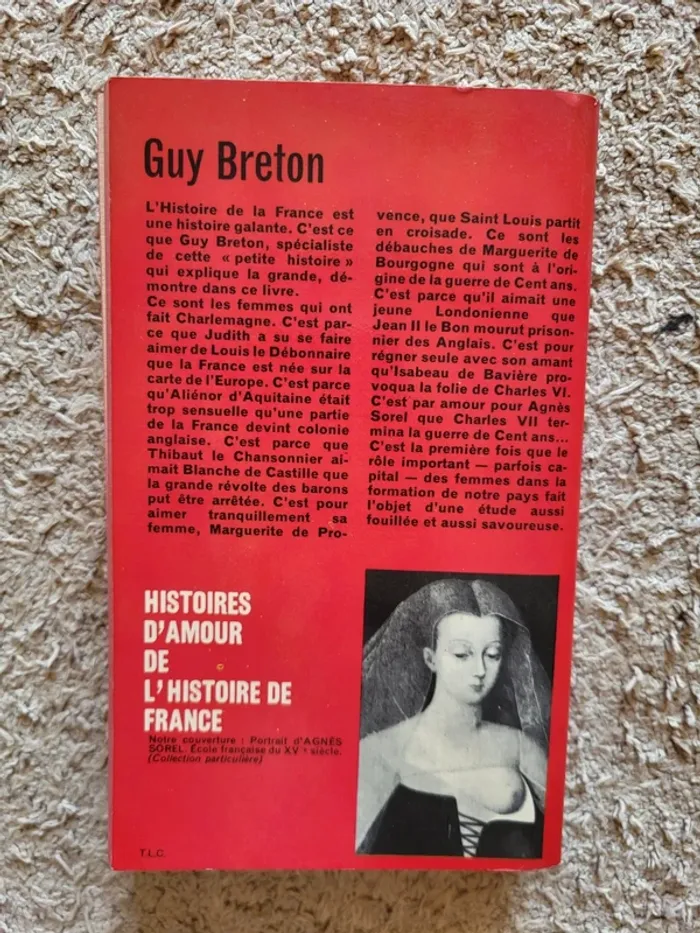 Guy Breton
L'Histoire de la France est
une histoire galante. C'est ce
que Guy Breton, spécialiste
de cette « petite histoire »
qui explique la grande, dé-
montre dans ce livre.
Ce sont les femmes qui ont
fait Charlemagne. C'est par-
ce que Judith a su se faire
aimer de Louis le Débonnaire
que la France est née sur la
carte de l'Europe. C'est parce
qu'Aliénor d'Aquitaine était
trop sensuelle qu'une partie
de la France devint colonie
anglaise. C'est parce que
Thibaut le Chansonnier ai-
mait Blanche de Castille que
la grande révolte des barons
put être arrêtée. C'est pour
aimer tranquillement sa
femme, Marguerite de Pro-
vence, que Saint Louis partit
en croisade. Ce sont les
débauches de Marguerite de
Bourgogne qui sont à l'ori-
gine de la guerre de Cent ans.
C'est parce qu'il aimait une
jeune Londonienne que
Jean II le Bon mourut prison-
nier des Anglais. C'est pour
régner seule avec son amant
qu'Isabeau de Bavière pro-
voqua la folie de Charles VI.
C'est par amour pour Agnès
Sorel que Charles VII ter-
mina la guerre de Cent ans...
C'est la première fois que le
rôle important — parfois ca-
pital — des femmes dans la
formation de notre pays fait
l'objet d'une étude aussi
fouillée et aussi savoureuse.
HISTOIRES
D'AMOUR
DE
L'HISTOIRE DE
FRANCE
Notre couverture : Portrait d'AGNÈS
SOREL. École française du XVe siècle.
(Collection particulière)
T.L.C.